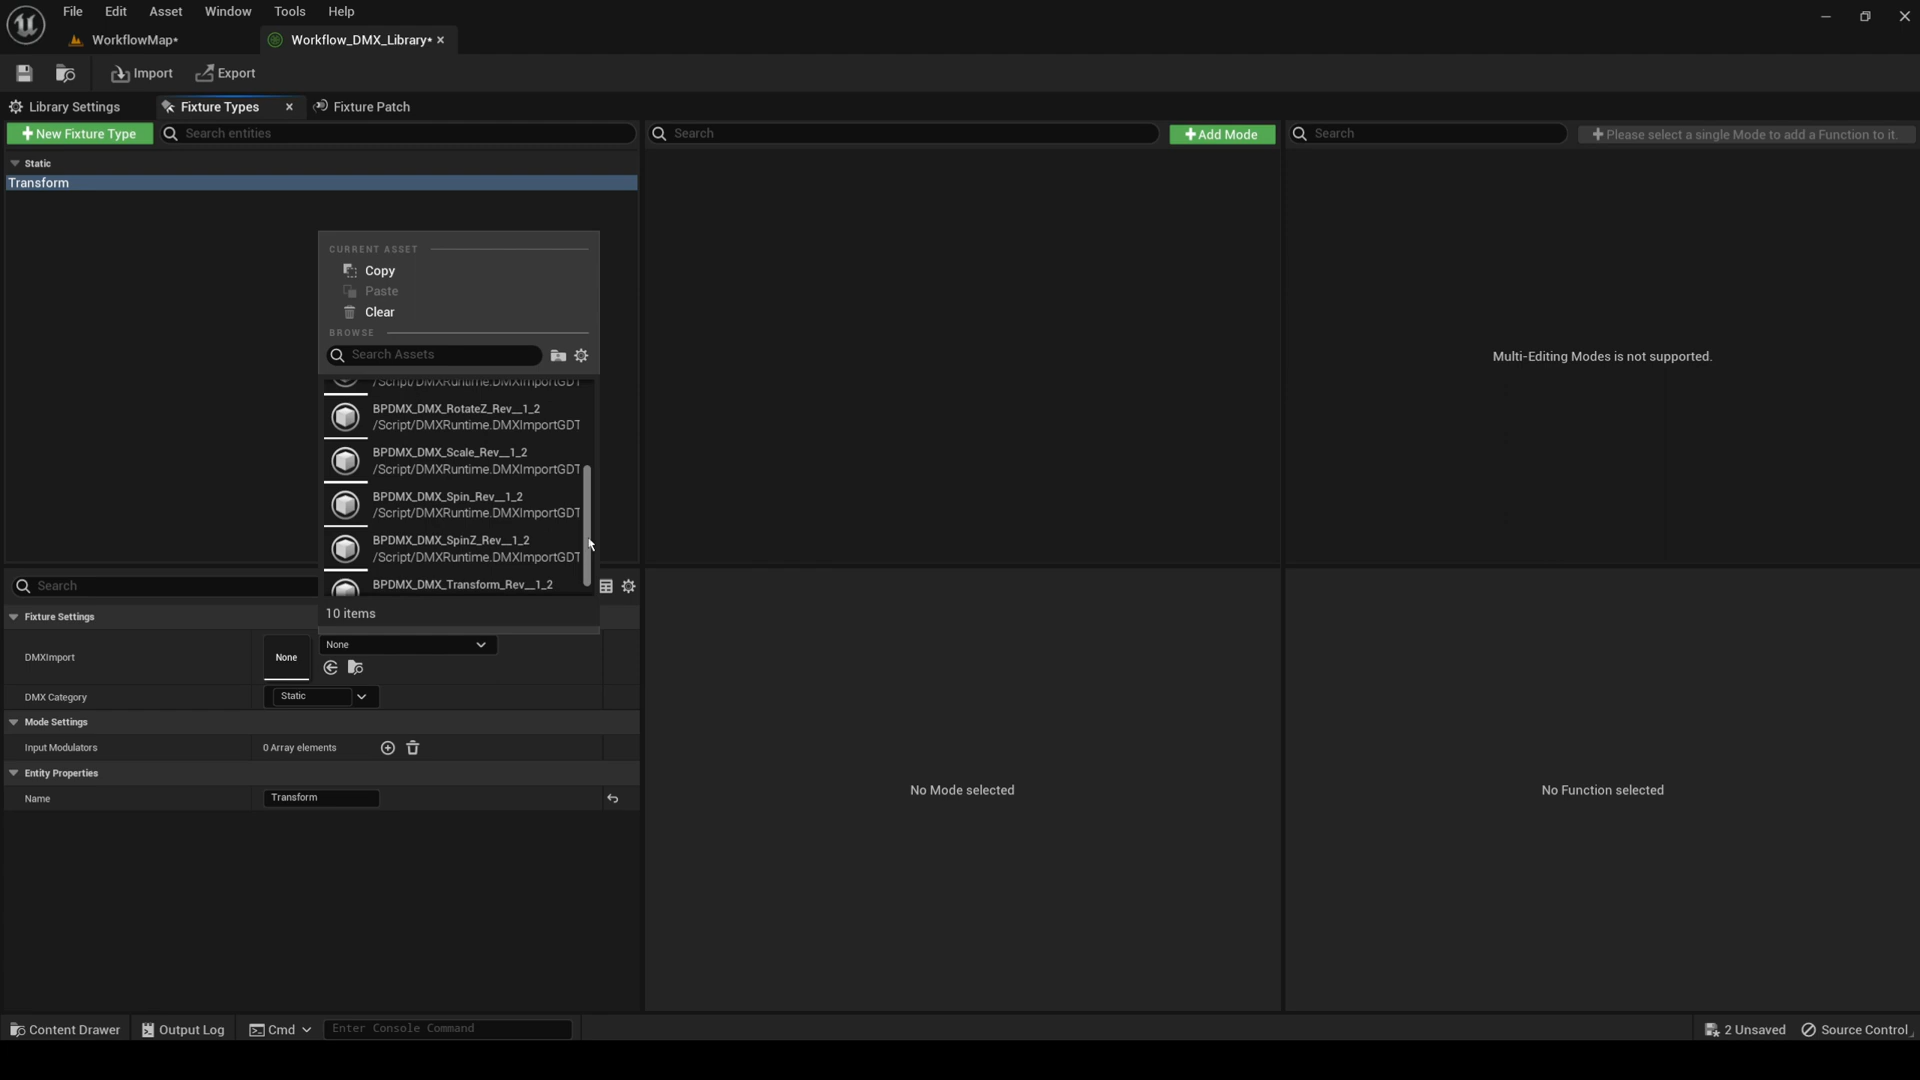 File Edit Asset Window Tools Help
WorkflowMap* Workflow_DMX_Library*
Import Export
Library Settings Fixture Types Fixture Patch
New Fixture Type Search entities Search Add Mode Search Please select a single Mode to add a Function to it.
Static
Transform
CURRENT ASSET
Copy
Paste
Clear
BROWSE
Search Assets
/Script/DMXRuntime.DMXImportGDT
BPDMX_DMX_RotateZ_Rev__1_2
/Script/DMXRuntime.DMXImportGDT
BPDMX_DMX_Scale_Rev__1_2
/Script/DMXRuntime.DMXImportGDT
BPDMX_DMX_Spin_Rev__1_2
/Script/DMXRuntime.DMXImportGDT
BPDMX_DMX_SpinZ_Rev__1_2
/Script/DMXRuntime.DMXImportGDT
BPDMX_DMX_Transform_Rev__1_2
10 items
Multi-Editing Modes is not supported.
Search
Fixture Settings
DMXImport None None
DMX Category Static
Mode Settings
Input Modulators 0 Array elements
Entity Properties
Name Transform
No Mode selected
No Function selected
Content Drawer Output Log Cmd Enter Console Command 2 Unsaved Source Control